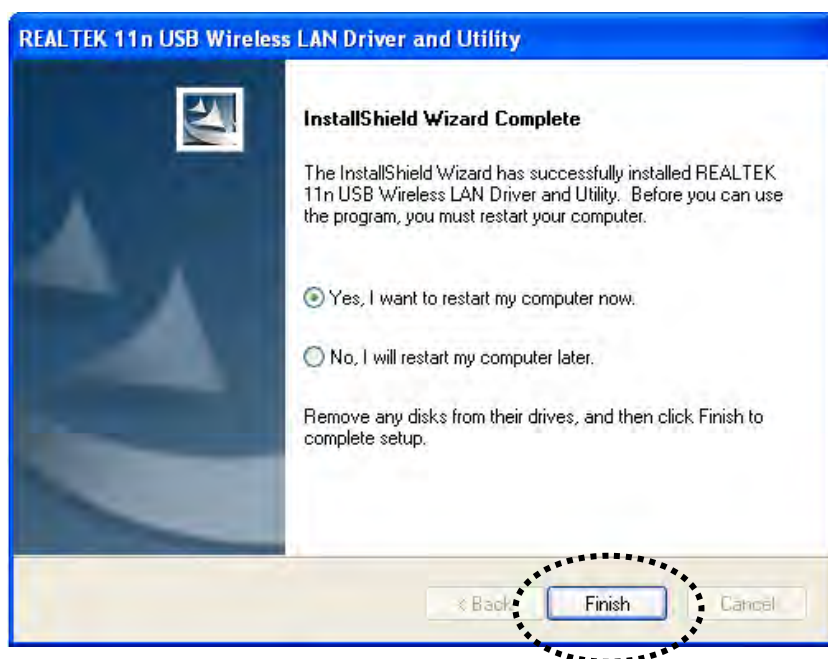 REALTEK 11n USB Wireless LAN Driver and Utility
InstallShield Wizard Complete
The InstallShield Wizard has successfully installed REALTEK
11n USB Wireless LAN Driver and Utility. Before you can use
the program, you must restart your computer.
Yes, I want to restart my computer now.
No, I will restart my computer later.
Remove any disks from their drives, and then click Finish to
complete setup.
< Back Finish Cancel